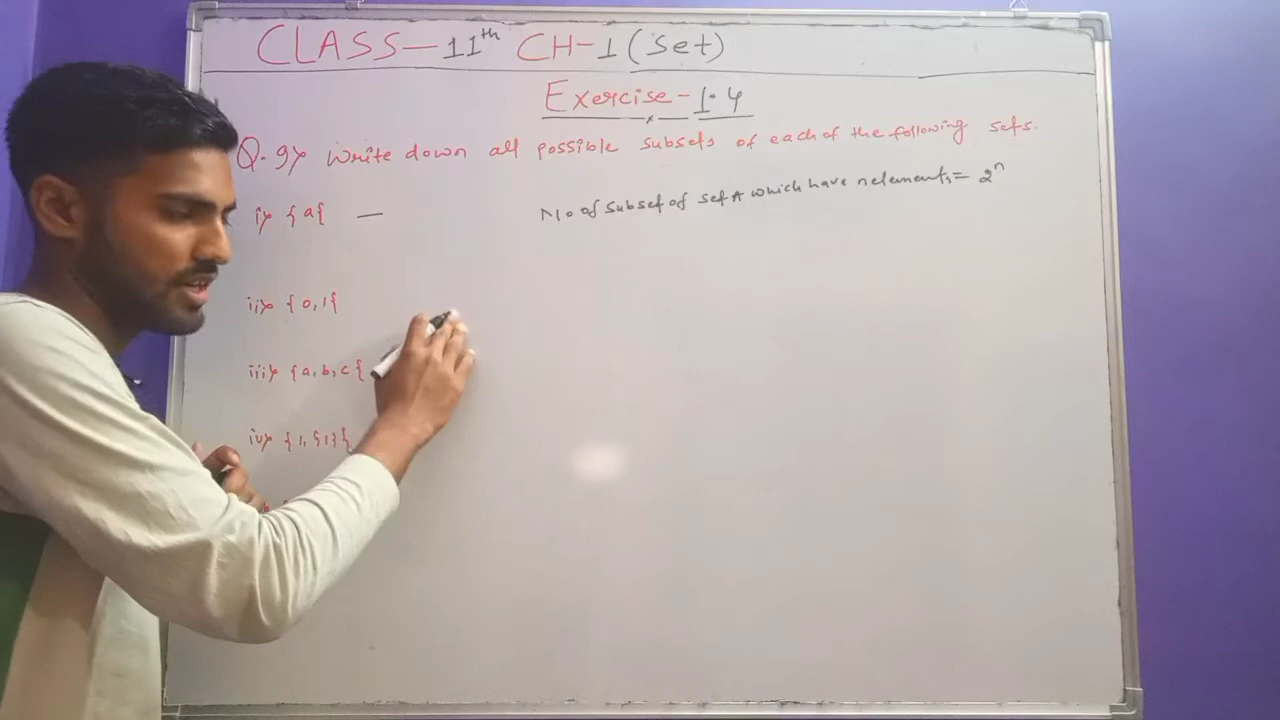 CLASS-11th CH-1 (Set)
Exercise-1.4
Q.9> Write down all possible subsets of each of the following sets.
No of subset of set A which have n elements = 2ⁿ
i> {a{ —
ii> {0,1{
iii> {a,b,c{
iv> {1,{1}}